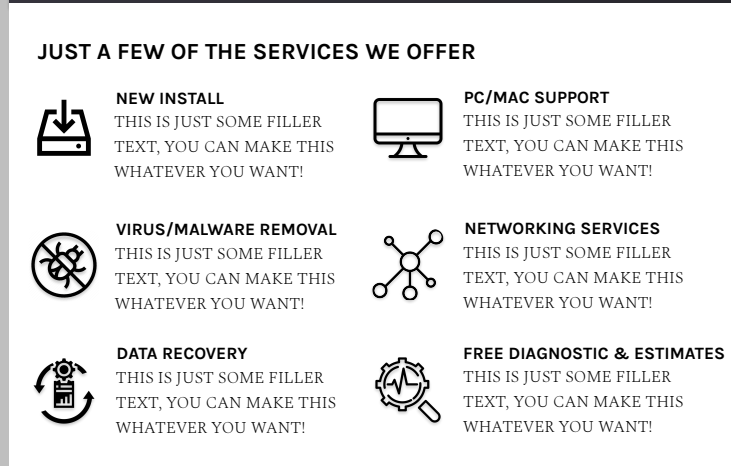 JUST A FEW OF THE SERVICES WE OFFER
NEW INSTALL
THIS IS JUST SOME FILLER
TEXT, YOU CAN MAKE THIS
WHATEVER YOU WANT!
PC/MAC SUPPORT
THIS IS JUST SOME FILLER
TEXT, YOU CAN MAKE THIS
WHATEVER YOU WANT!
VIRUS/MALWARE REMOVAL
THIS IS JUST SOME FILLER
TEXT, YOU CAN MAKE THIS
WHATEVER YOU WANT!
NETWORKING SERVICES
THIS IS JUST SOME FILLER
TEXT, YOU CAN MAKE THIS
WHATEVER YOU WANT!
DATA RECOVERY
THIS IS JUST SOME FILLER
TEXT, YOU CAN MAKE THIS
WHATEVER YOU WANT!
FREE DIAGNOSTIC & ESTIMATES
THIS IS JUST SOME FILLER
TEXT, YOU CAN MAKE THIS
WHATEVER YOU WANT!